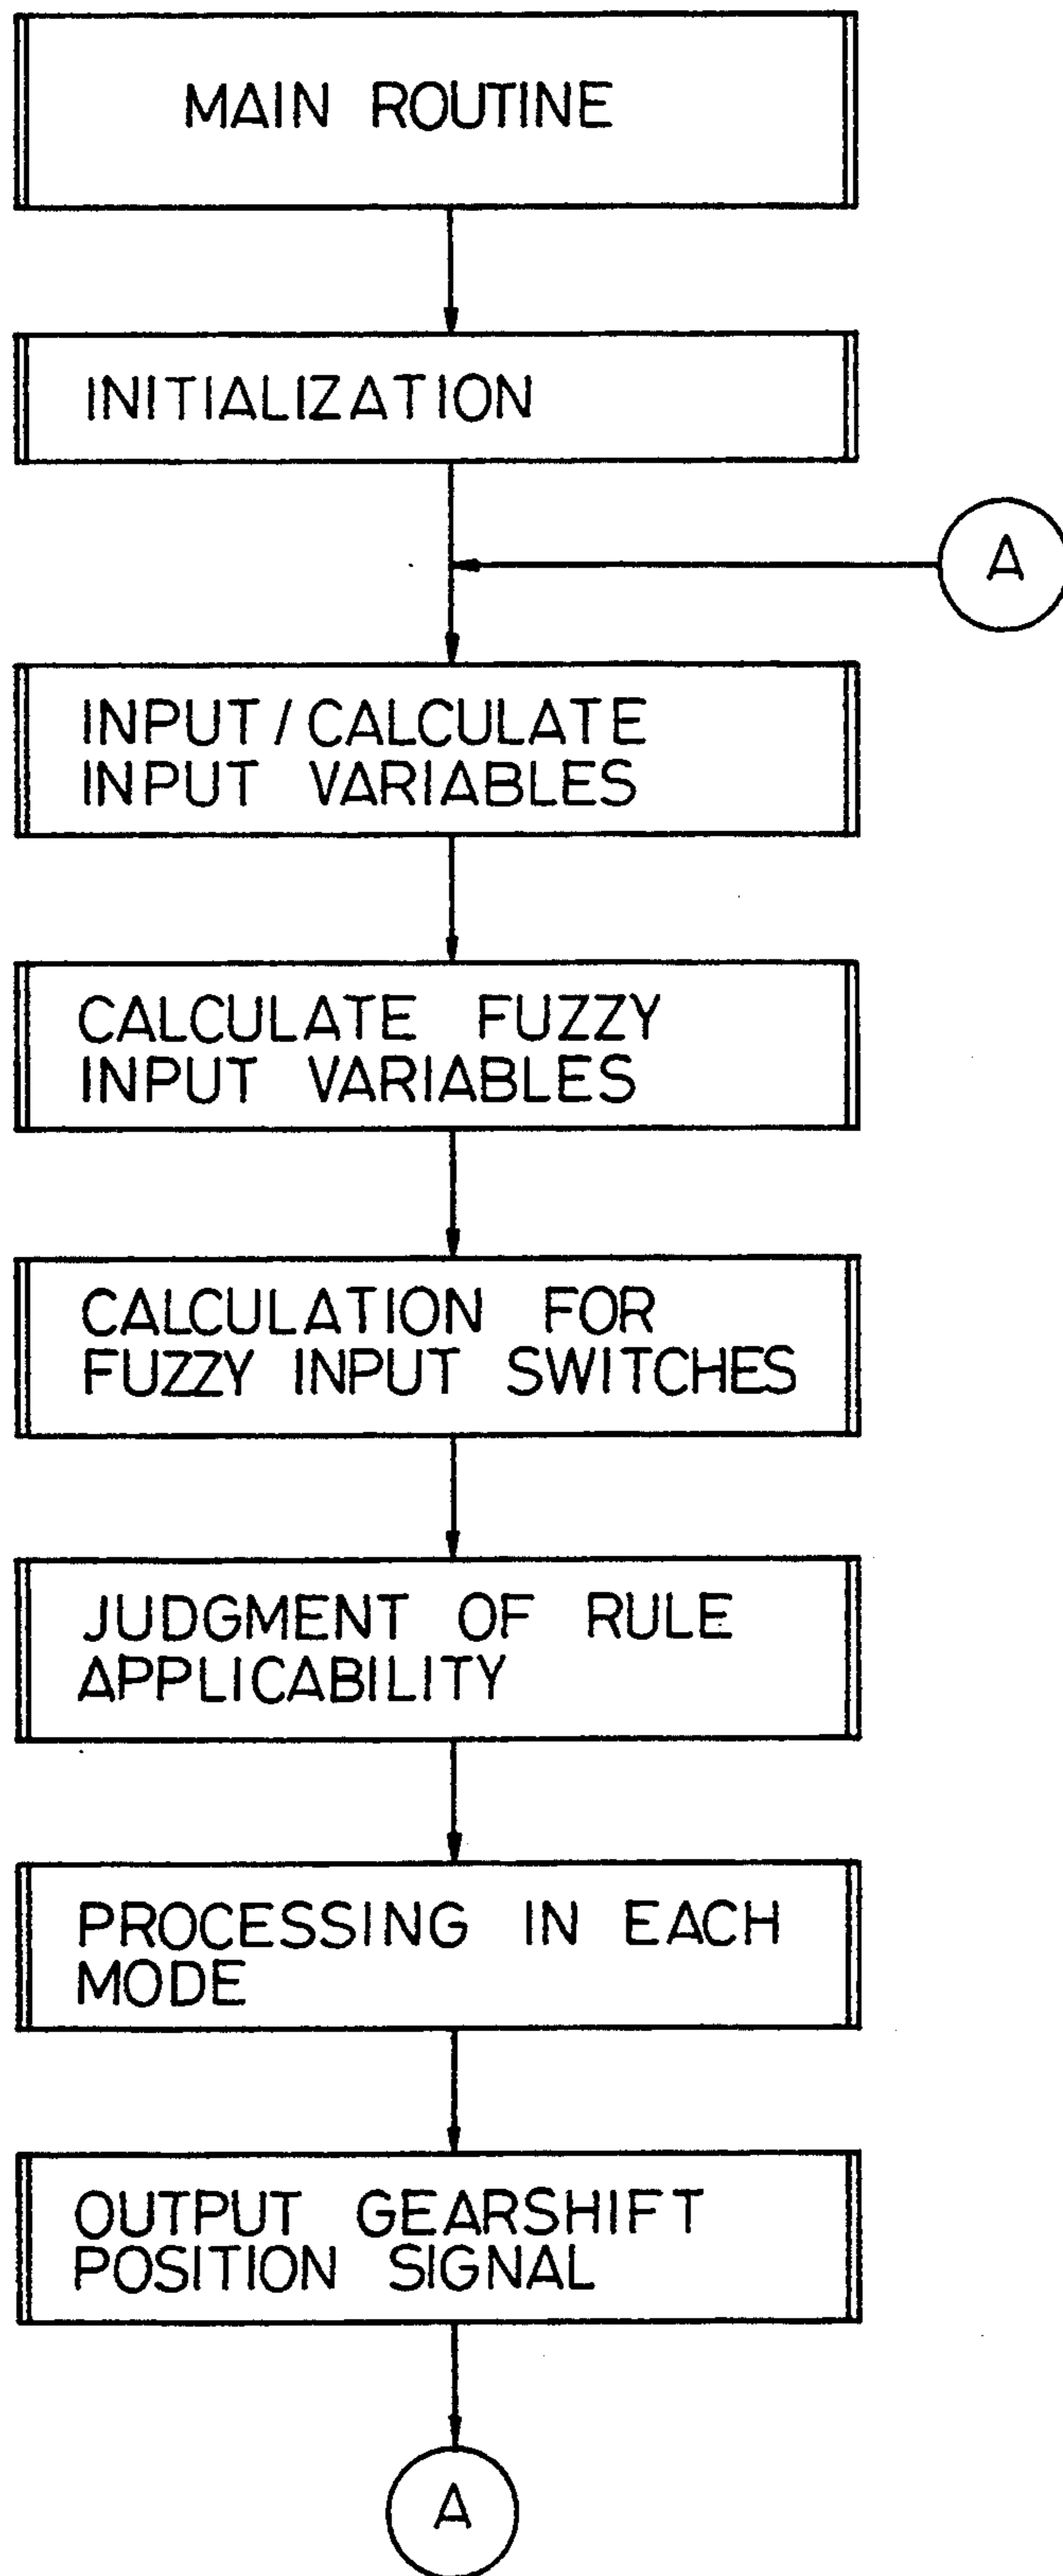 MAIN ROUTINE
INITIALIZATION
A
INPUT/CALCULATE
INPUT VARIABLES
CALCULATE FUZZY
INPUT VARIABLES
CALCULATION FOR
FUZZY INPUT SWITCHES
JUDGMENT OF RULE
APPLICABILITY
PROCESSING IN EACH
MODE
OUTPUT GEARSHIFT
POSITION SIGNAL
A